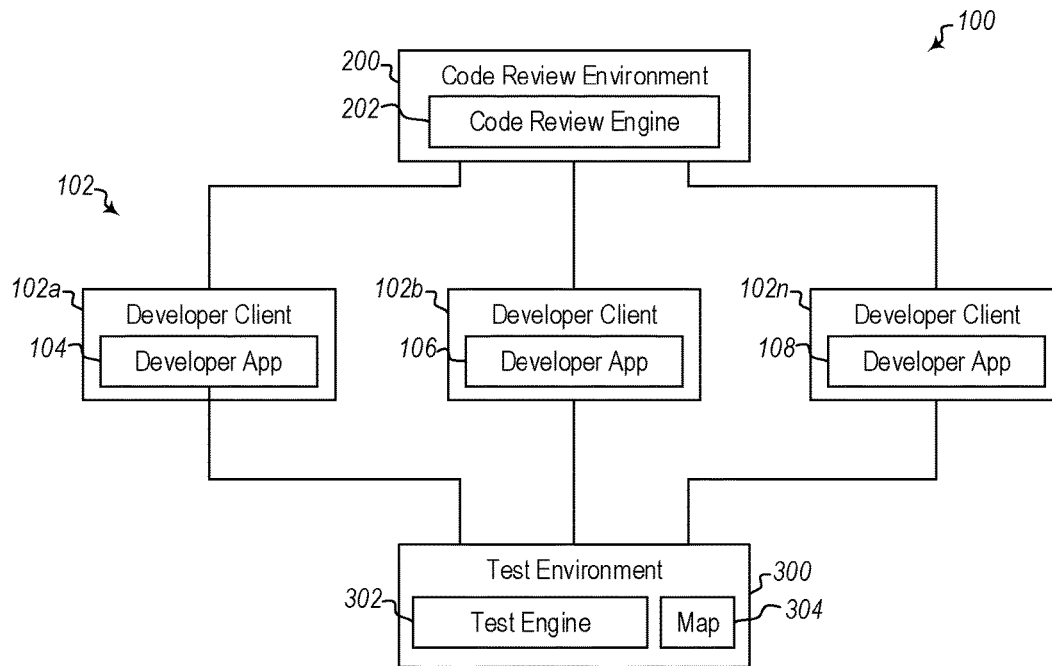 100
200
Code Review Environment
202
Code Review Engine
102
102a
Developer Client
104
Developer App
102b
Developer Client
106
Developer App
102n
Developer Client
108
Developer App
Test Environment
300
302
Test Engine
Map
304